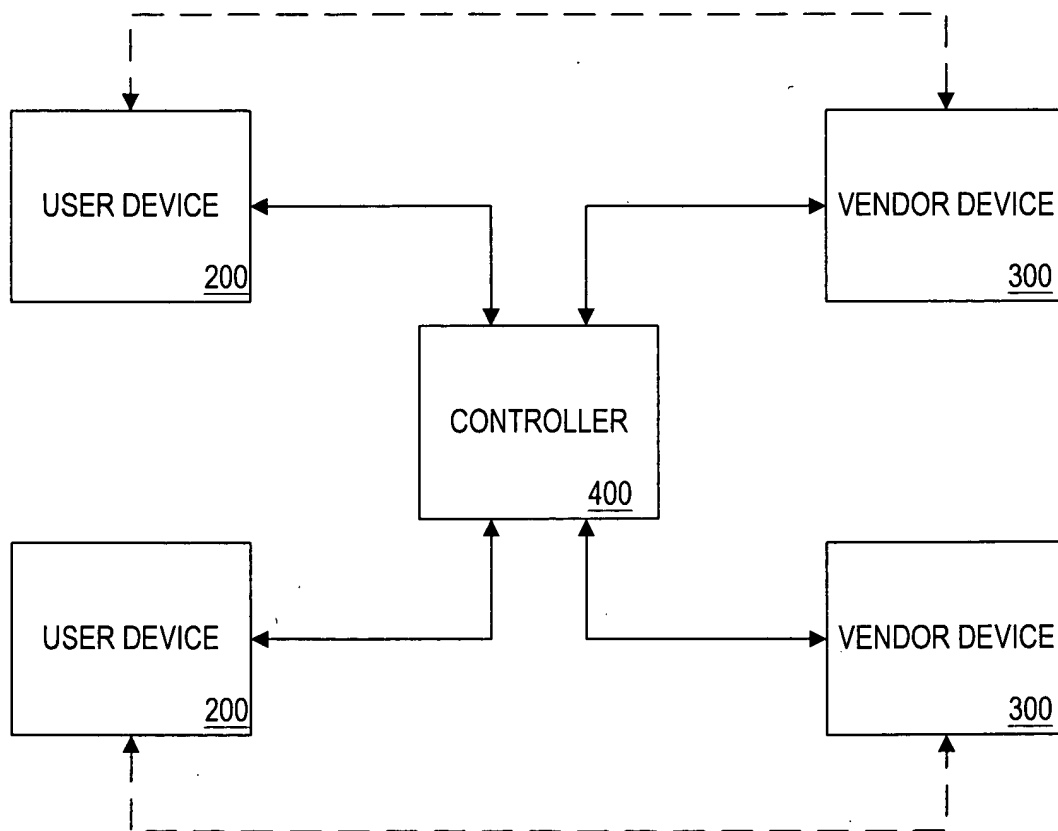 USER DEVICE
200
VENDOR DEVICE
300
CONTROLLER
400
USER DEVICE
200
VENDOR DEVICE
300